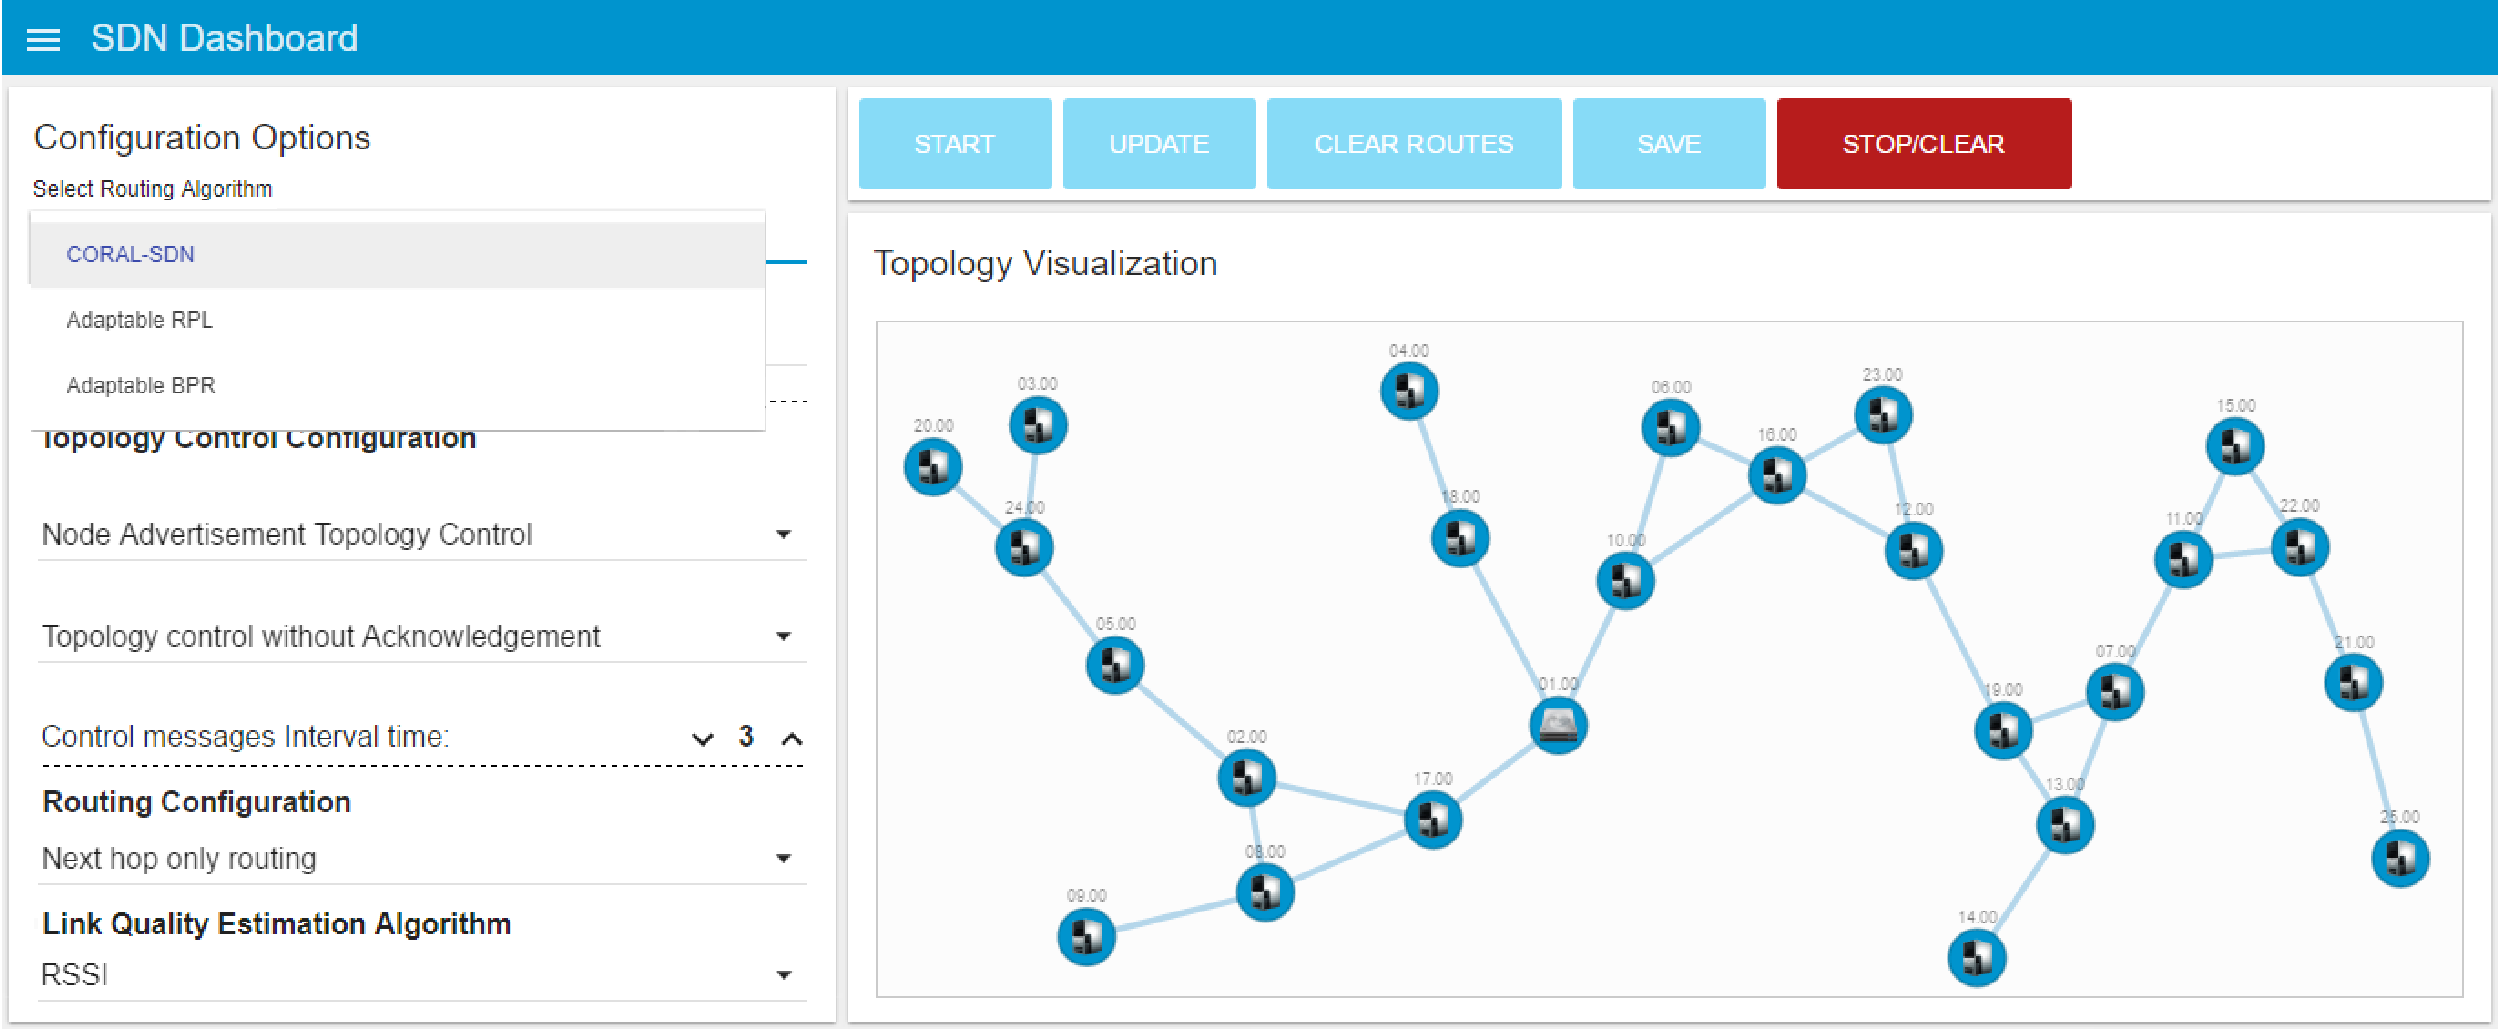 SDN Dashboard
Configuration Options
Select Routing Algorithm
CORAL-SDN
Adaptable RPL
Adaptable BPR
Topology Control Configuration
Node Advertisement Topology Control
Topology control without Acknowledgement
Control messages Interval time: 3
Routing Configuration
Next hop only routing
Link Quality Estimation Algorithm
RSSI
START UPDATE CLEAR ROUTES SAVE STOP/CLEAR
Topology Visualization
04.00
23.00
03.00
06.00
15.00
20.00
16.00
18.00
22.00
24.00
12.00
11.00
10.00
05.00
21.00
07.00
01.00
19.00
02.00
17.00
13.00
25.00
08.00
09.00
14.00